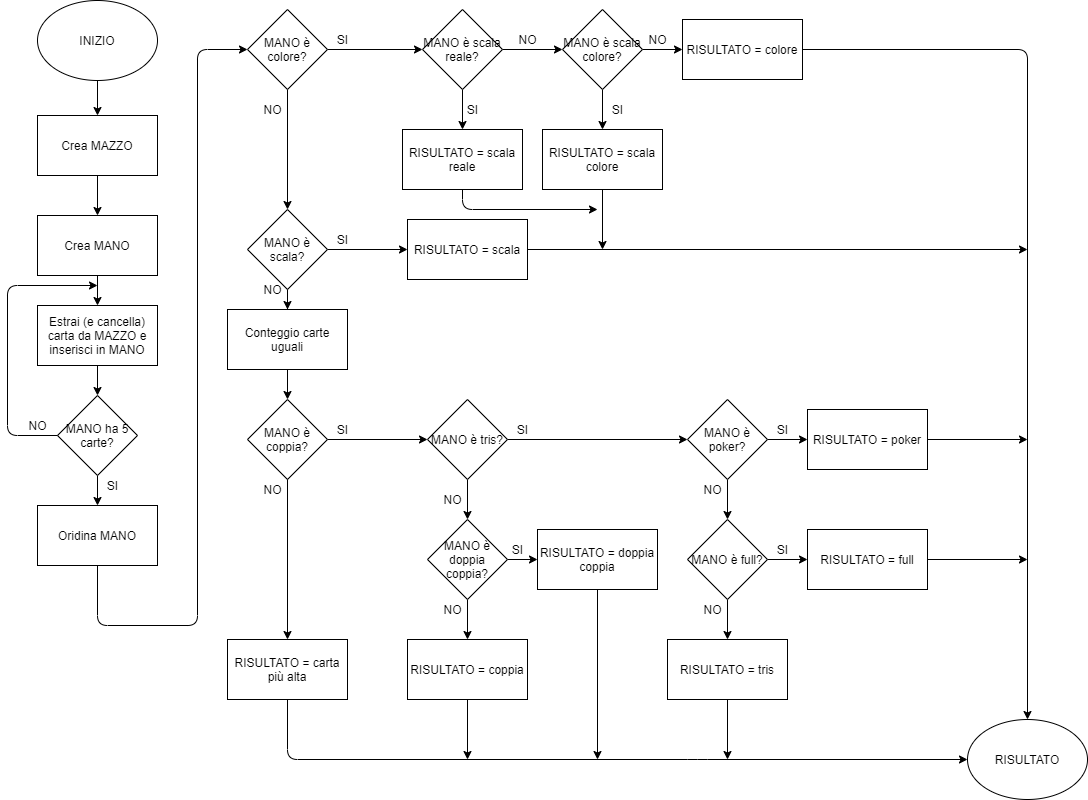 INIZIO
Crea MAZZO
Crea MANO
Estrai (e cancella)
carta da MAZZO e
inserisci in MANO
MANO ha 5
carte?
NO
SI
Oridina MANO
MANO è
colore?
SI
NO
MANO è scala
reale?
NO
SI
MANO è scala
colore?
NO
SI
RISULTATO = colore
RISULTATO = scala
reale
RISULTATO = scala
colore
MANO è
scala?
SI
NO
RISULTATO = scala
Conteggio carte
uguali
MANO è
coppia?
SI
NO
MANO è tris?
SI
NO
MANO è
poker?
SI
NO
RISULTATO = poker
MANO è
doppia
coppia?
SI
NO
RISULTATO = doppia
coppia
MANO è full?
SI
NO
RISULTATO = full
RISULTATO = carta
più alta
RISULTATO = coppia
RISULTATO = tris
RISULTATO